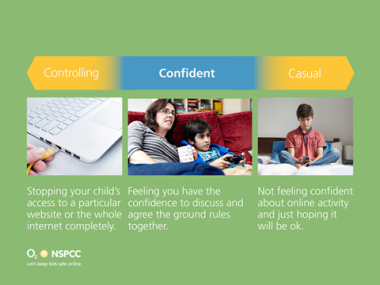 Controlling
Confident
Casual
Stopping your child's
access to a particular
website or the whole
internet completely.
Feeling you have the
confidence to discuss and
agree the ground rules
together.
Not feeling confident
about online activity
and just hoping it
will be ok.
O₂ NSPCC
Let's keep kids safe online